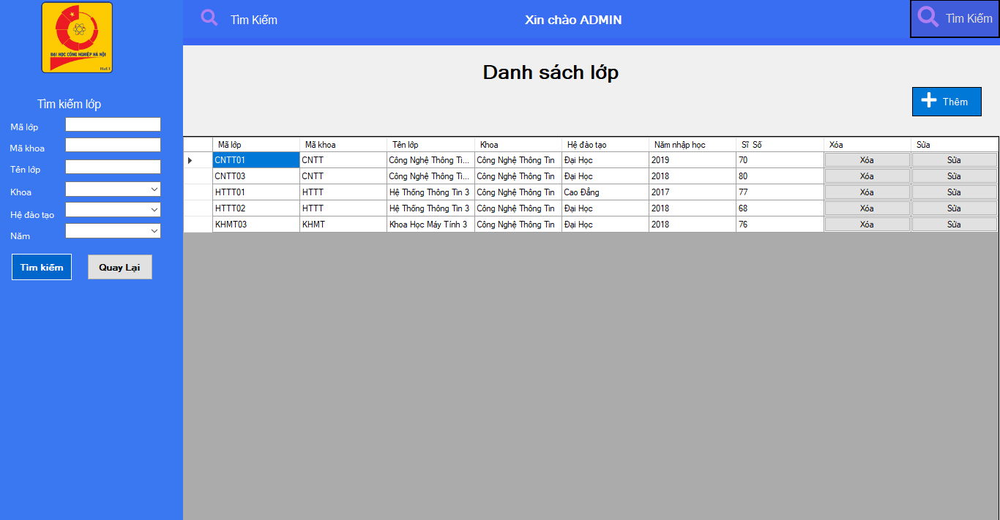 ĐẠI HỌC CÔNG NGHIỆP HÀ NỘI
HaUI
Tìm Kiếm
Xin chào ADMIN
Tìm Kiếm
Tìm kiếm lớp
Mã lớp
Mã khoa
Tên lớp
Khoa
Hệ đào tạo
Năm
Tìm kiếm Quay Lại
Danh sách lớp
Thêm
Mã lớp Mã khoa Tên lớp Khoa Hệ đào tạo Năm nhập học Sĩ Số Xóa Sửa
CNTT01 CNTT Công Nghệ Thông Ti... Công Nghệ Thông Tin Đại Học 2019 70 Xóa Sửa
CNTT03 CNTT Công Nghệ Thông Ti... Công Nghệ Thông Tin Đại Học 2018 80 Xóa Sửa
HTTT01 HTTT Hệ Thống Thông Tin 3 Công Nghệ Thông Tin Cao Đẳng 2017 77 Xóa Sửa
HTTT02 HTTT Hệ Thống Thông Tin 3 Công Nghệ Thông Tin Đại Học 2018 68 Xóa Sửa
KHMT03 KHMT Khoa Học Máy Tính 3 Công Nghệ Thông Tin Đại Học 2018 76 Xóa Sửa